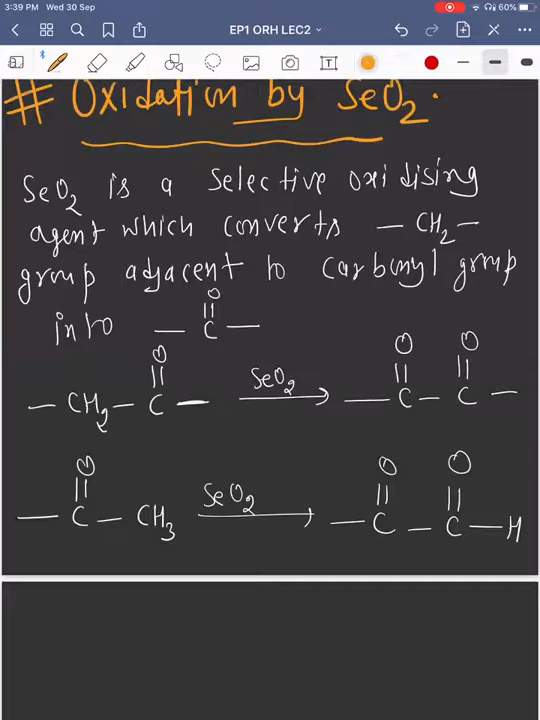 3:39 PM Wed 30 Sep
60%
EP1 ORH LEC2
# Oxidation by SeO2.
SeO2 is a selective oxidising
agent which converts — CH2 —
group adjacent to carbonyl group
O
into — C —
O O O
— CH2 — C — SeO2 — C — C —
O O O
— C — CH3 SeO2 — C — C — H